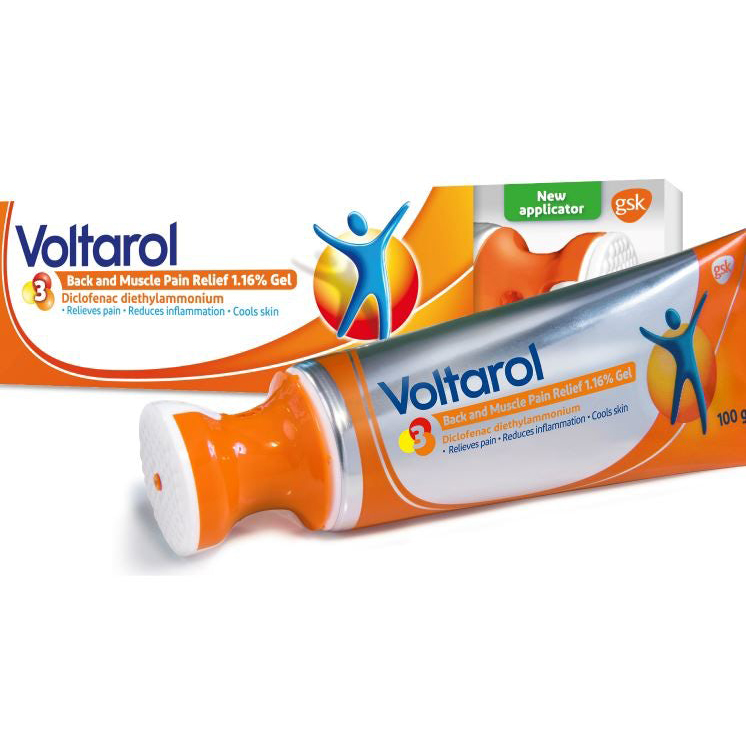 New
applicator
gsk
Voltarol
3 Back and Muscle Pain Relief 1.16% Gel
Diclofenac diethylammonium
• Relieves pain • Reduces inflammation • Cools skin
gsk
Voltarol
3 Back and Muscle Pain Relief 1.16% Gel
Diclofenac diethylammonium
• Relieves pain • Reduces inflammation • Cools skin
100 g